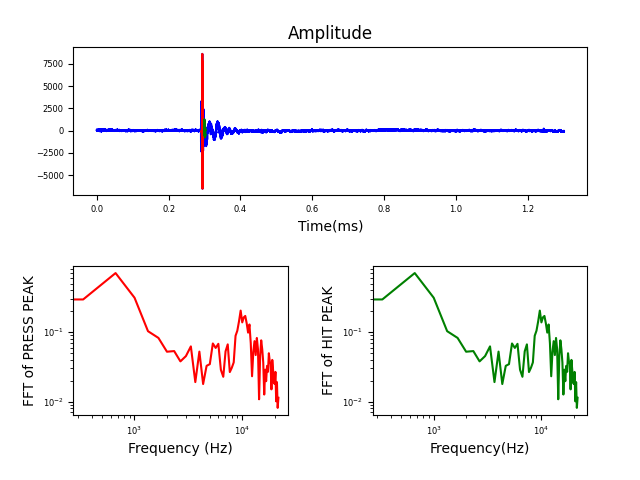 Amplitude
7500
5000
2500
0
−2500
−5000
0.0 0.2 0.4 0.6 0.8 1.0 1.2
Time(ms)
FFT of PRESS PEAK
10⁻¹
10⁻²
10³ 10⁴
Frequency (Hz)
FFT of HIT PEAK
10⁻¹
10⁻²
10³ 10⁴
Frequency(Hz)